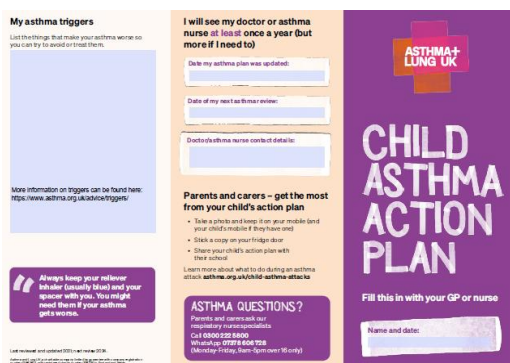 My asthma triggers
List the things that make your asthma worse so
you can try to avoid or treat them.
More information on triggers can be found here:
https://www.asthma.org.uk/advice/triggers/
Always keep your reliever
inhaler (usually blue) and your
spacer with you. You might
need them if your asthma
gets worse.
I will see my doctor or asthma
nurse at least once a year (but
more if I need to)
Date my asthma plan was updated:
Date of my next asthma review:
Doctor/asthma nurse contact details:
Parents and carers – get the most
from your child's action plan
• Take a photo and keep it on your mobile (and
your child's mobile if they have one)
• Stick a copy on your fridge door
• Share your child's action plan with
their school
Learn more about what to do during an asthma
attack asthma.org.uk/child-asthma-attacks
ASTHMA QUESTIONS?
Parents and carers ask our
respiratory nurse specialists
Call 0300 222 5800
WhatsApp 07378 606 728
(Monday-Friday, 9am-5pm over 16 only)
ASTHMA+
LUNG UK
CHILD
ASTHMA
ACTION
PLAN
Fill this in with your GP or nurse
Name and date: